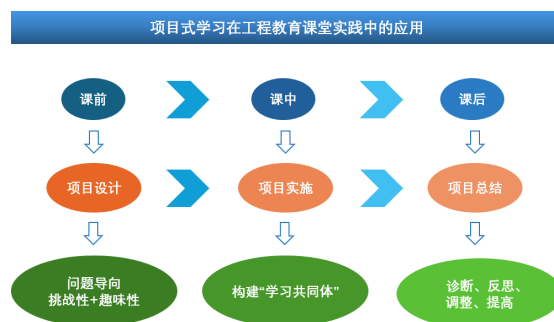 项目式学习在工程教育课堂实践中的应用
课前
课中
课后
项目设计
项目实施
项目总结
问题导向
挑战性+趣味性
构建“学习共同体”
诊断、反思、
调整、提高